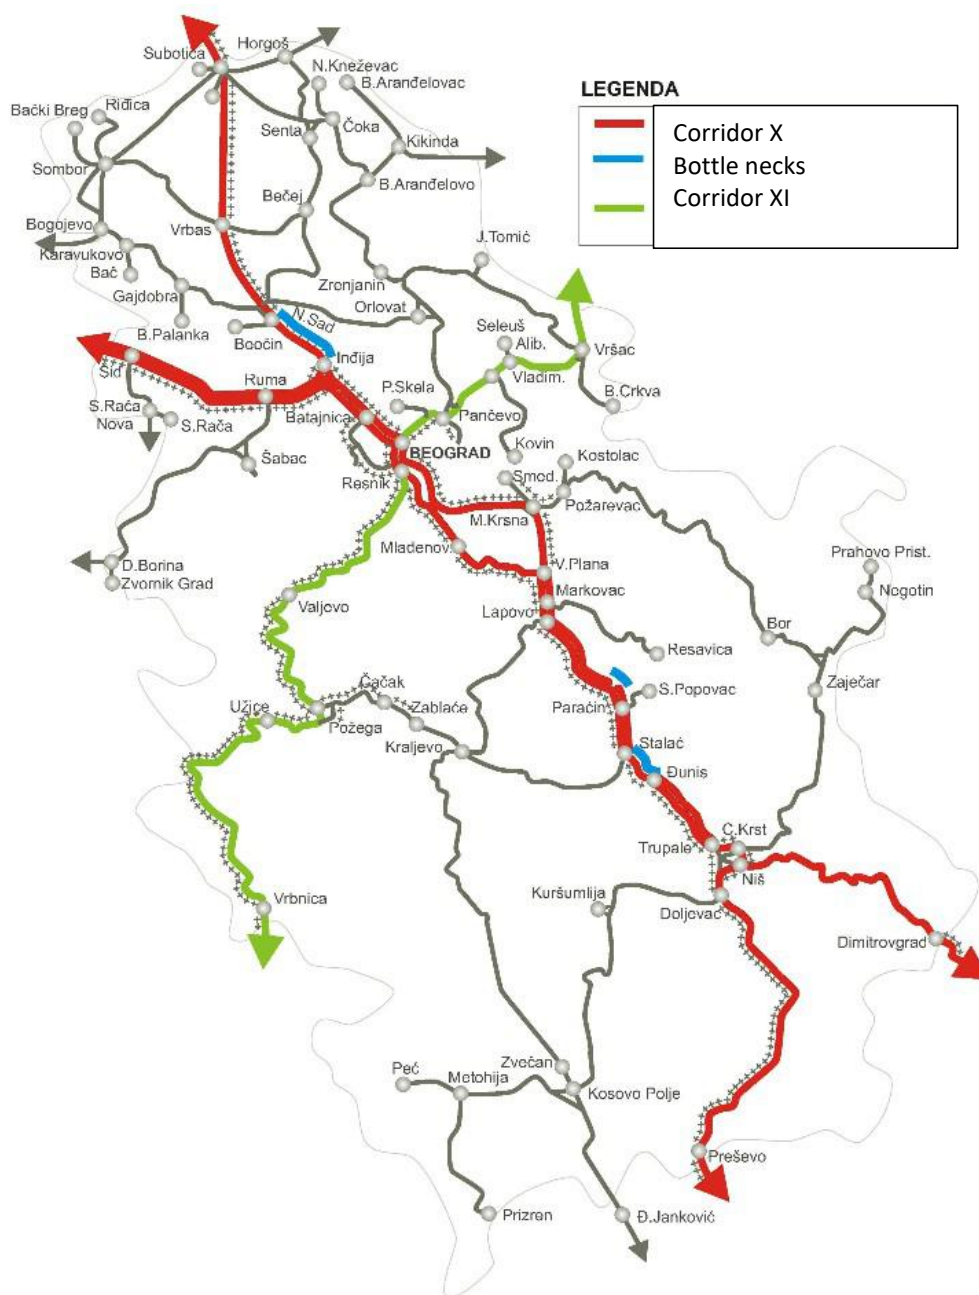 Horgoš
Subotica
N.Kneževac
B.Aranđelovac
LEGENDA
Corridor X
Bottle necks
Corridor XI
Bački Breg
Riđica
Senta
Čoka
Kikinda
Sombor
B.Aranđelovo
Bečej
Bogojevo
Vrbas
Karavukovo
Bač
J.Tomić
Gajdobra
Zrenjanin
Orlovat
N.Sad
B.Palanka
Seleuš
Alib.
Vršac
Inđija
Šid
Ruma
Vladim.
P.Skela
B.Crkva
S.Rača
Nova
S.Rača
Batajnica
Pančevo
BEOGRAD
Kovin
Kostolac
Šabac
Resnik
Smed.
M.Krsna
Požarevac
Mladenov.
Prahovo Prist.
D.Borina
Zvornik Grad
V.Plana
Markovac
Negotin
Valjevo
Lapovo
Bor
Resavica
Zaječar
Čačak
S.Popovac
Užice
Zablaće
Paraćin
Požega
Kraljevo
Stalać
Đunis
Trupale
C.Krst
Niš
Kuršumlija
Doljevac
Vrbnica
Dimitrovgrad
Zvečan
Peć
Metohija
Kosovo Polje
Preševo
Prizren
Đ.Janković